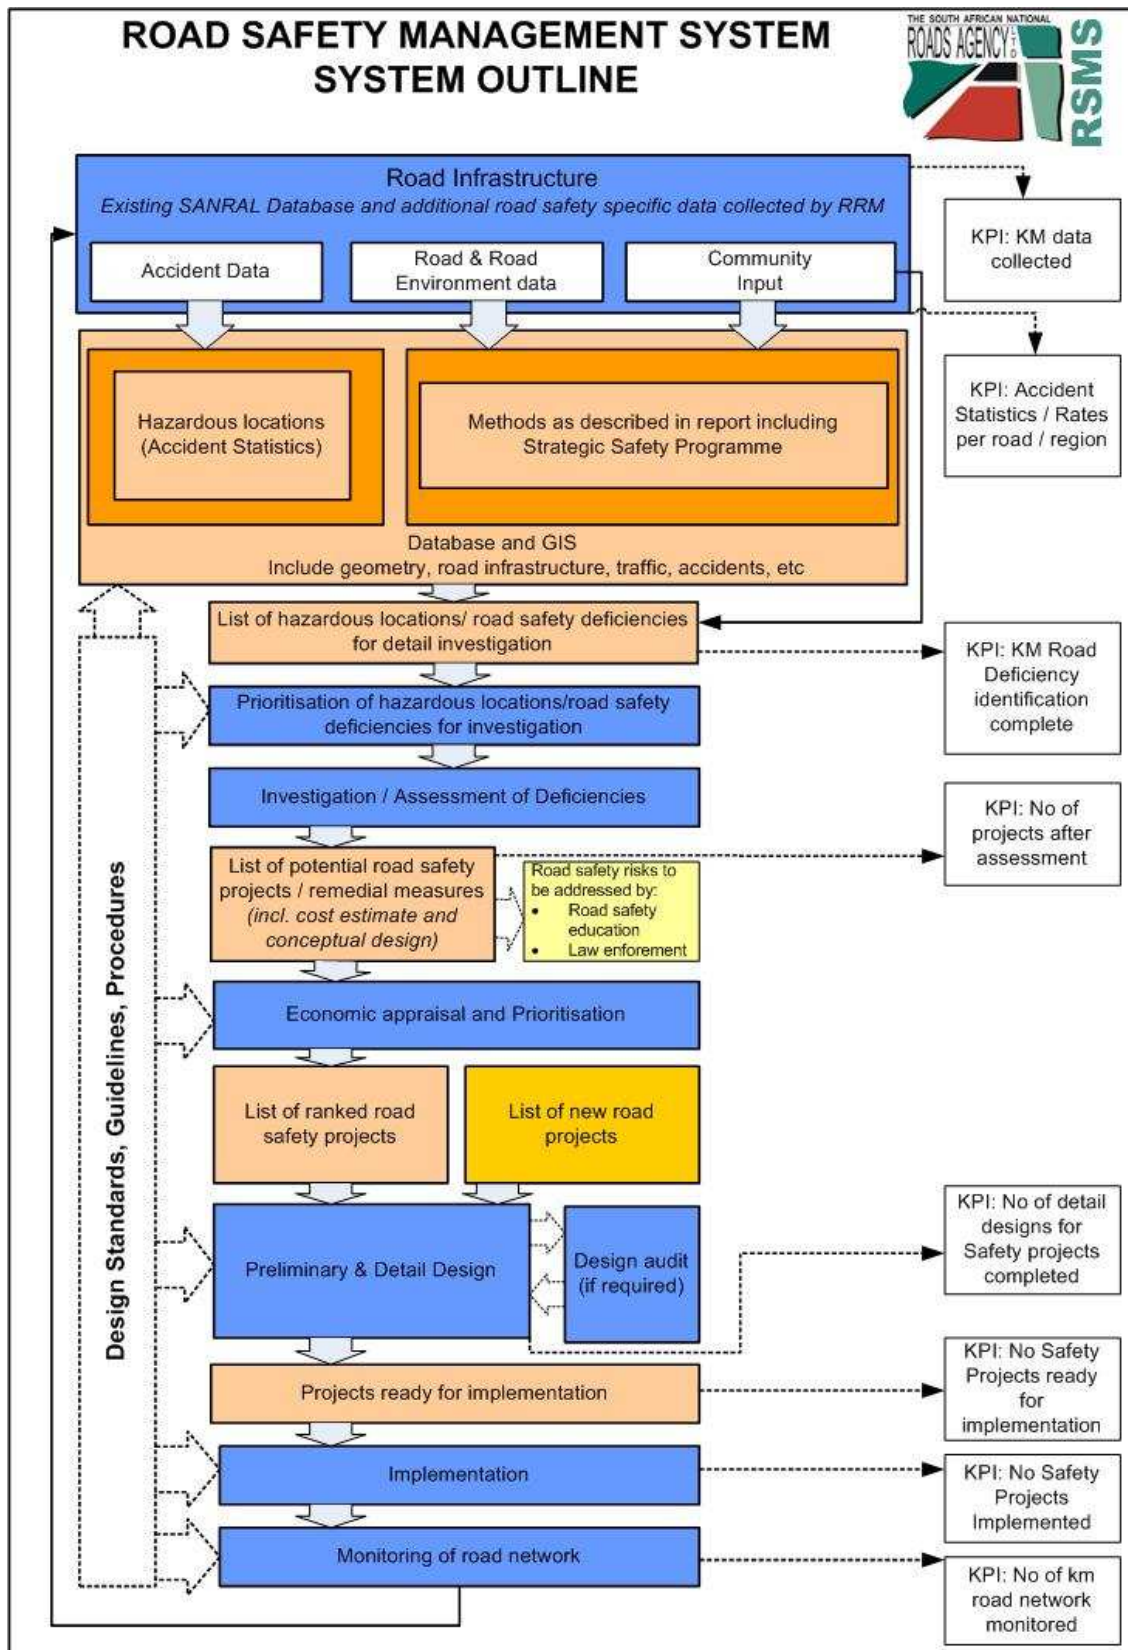 ROAD SAFETY MANAGEMENT SYSTEM
SYSTEM OUTLINE
THE SOUTH AFRICAN NATIONAL
ROADS AGENCY
LTD
RSMS
Road Infrastructure
Existing SANRAL Database and additional road safety specific data collected by RRM
Accident Data
Road & Road
Environment data
Community
Input
KPI: KM data
collected
Hazardous locations
(Accident Statistics)
Methods as described in report including
Strategic Safety Programme
KPI: Accident
Statistics / Rates
per road / region
Database and GIS
Include geometry, road infrastructure, traffic, accidents, etc
List of hazardous locations/ road safety deficiencies
for detail investigation
KPI: KM Road
Deficiency
identification
complete
Prioritisation of hazardous locations/road safety
deficiencies for investigation
Investigation / Assessment of Deficiencies
KPI: No of
projects after
assessment
List of potential road safety
projects / remedial measures
(incl. cost estimate and
conceptual design)
Road safety risks to
be addressed by:
• Road safety
education
• Law enforement
Design Standards, Guidelines, Procedures
Economic appraisal and Prioritisation
List of ranked road
safety projects
List of new road
projects
Preliminary & Detail Design
Design audit
(if required)
KPI: No of detail
designs for
Safety projects
completed
Projects ready for implementation
KPI: No Safety
Projects ready
for
implementation
Implementation
KPI: No Safety
Projects
Implemented
Monitoring of road network
KPI: No of km
road network
monitored